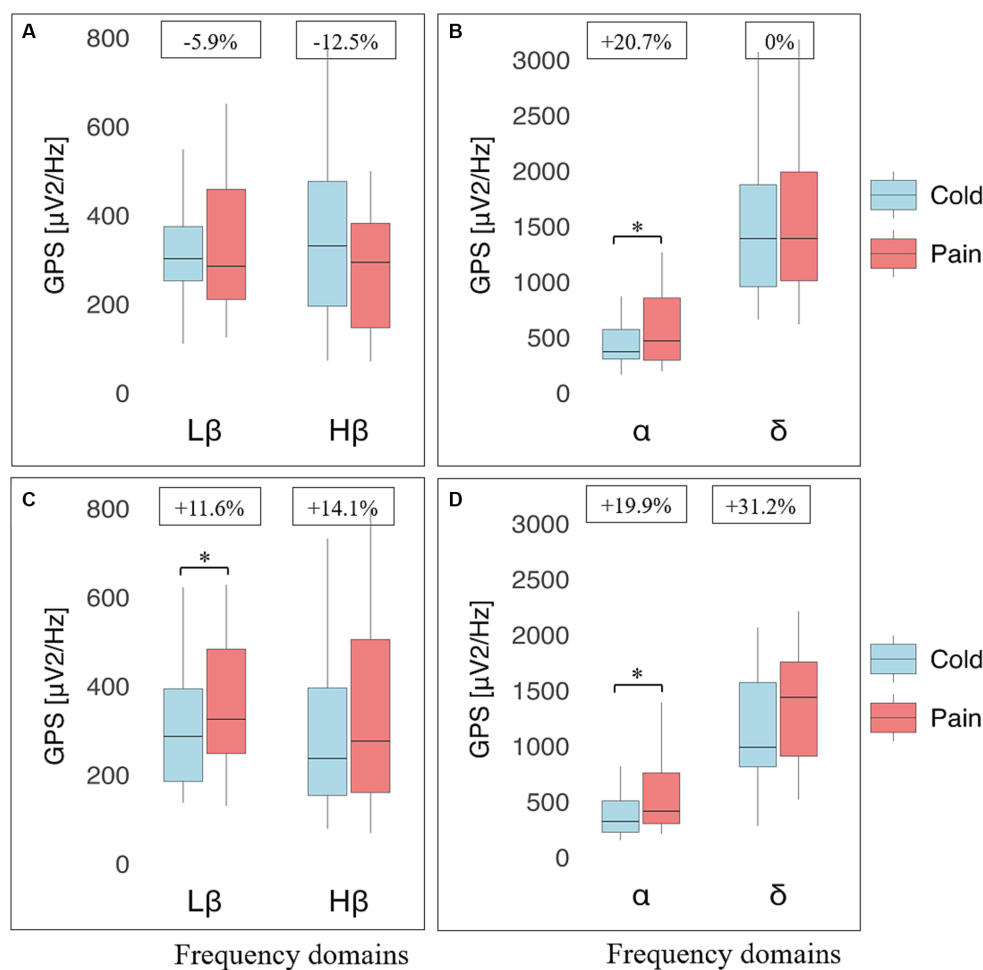 A
-5.9%
-12.5%
800
600
400
200
0
GPS [µV2/Hz]
Lβ
Hβ
B
+20.7%
0%
3000
2500
2000
1500
1000
500
0
GPS [µV2/Hz]
*
α
δ
Cold
Pain
C
+11.6%
+14.1%
800
600
400
200
0
GPS [µV2/Hz]
*
Lβ
Hβ
Frequency domains
D
+19.9%
+31.2%
3000
2500
2000
1500
1000
500
0
GPS [µV2/Hz]
*
α
δ
Frequency domains
Cold
Pain